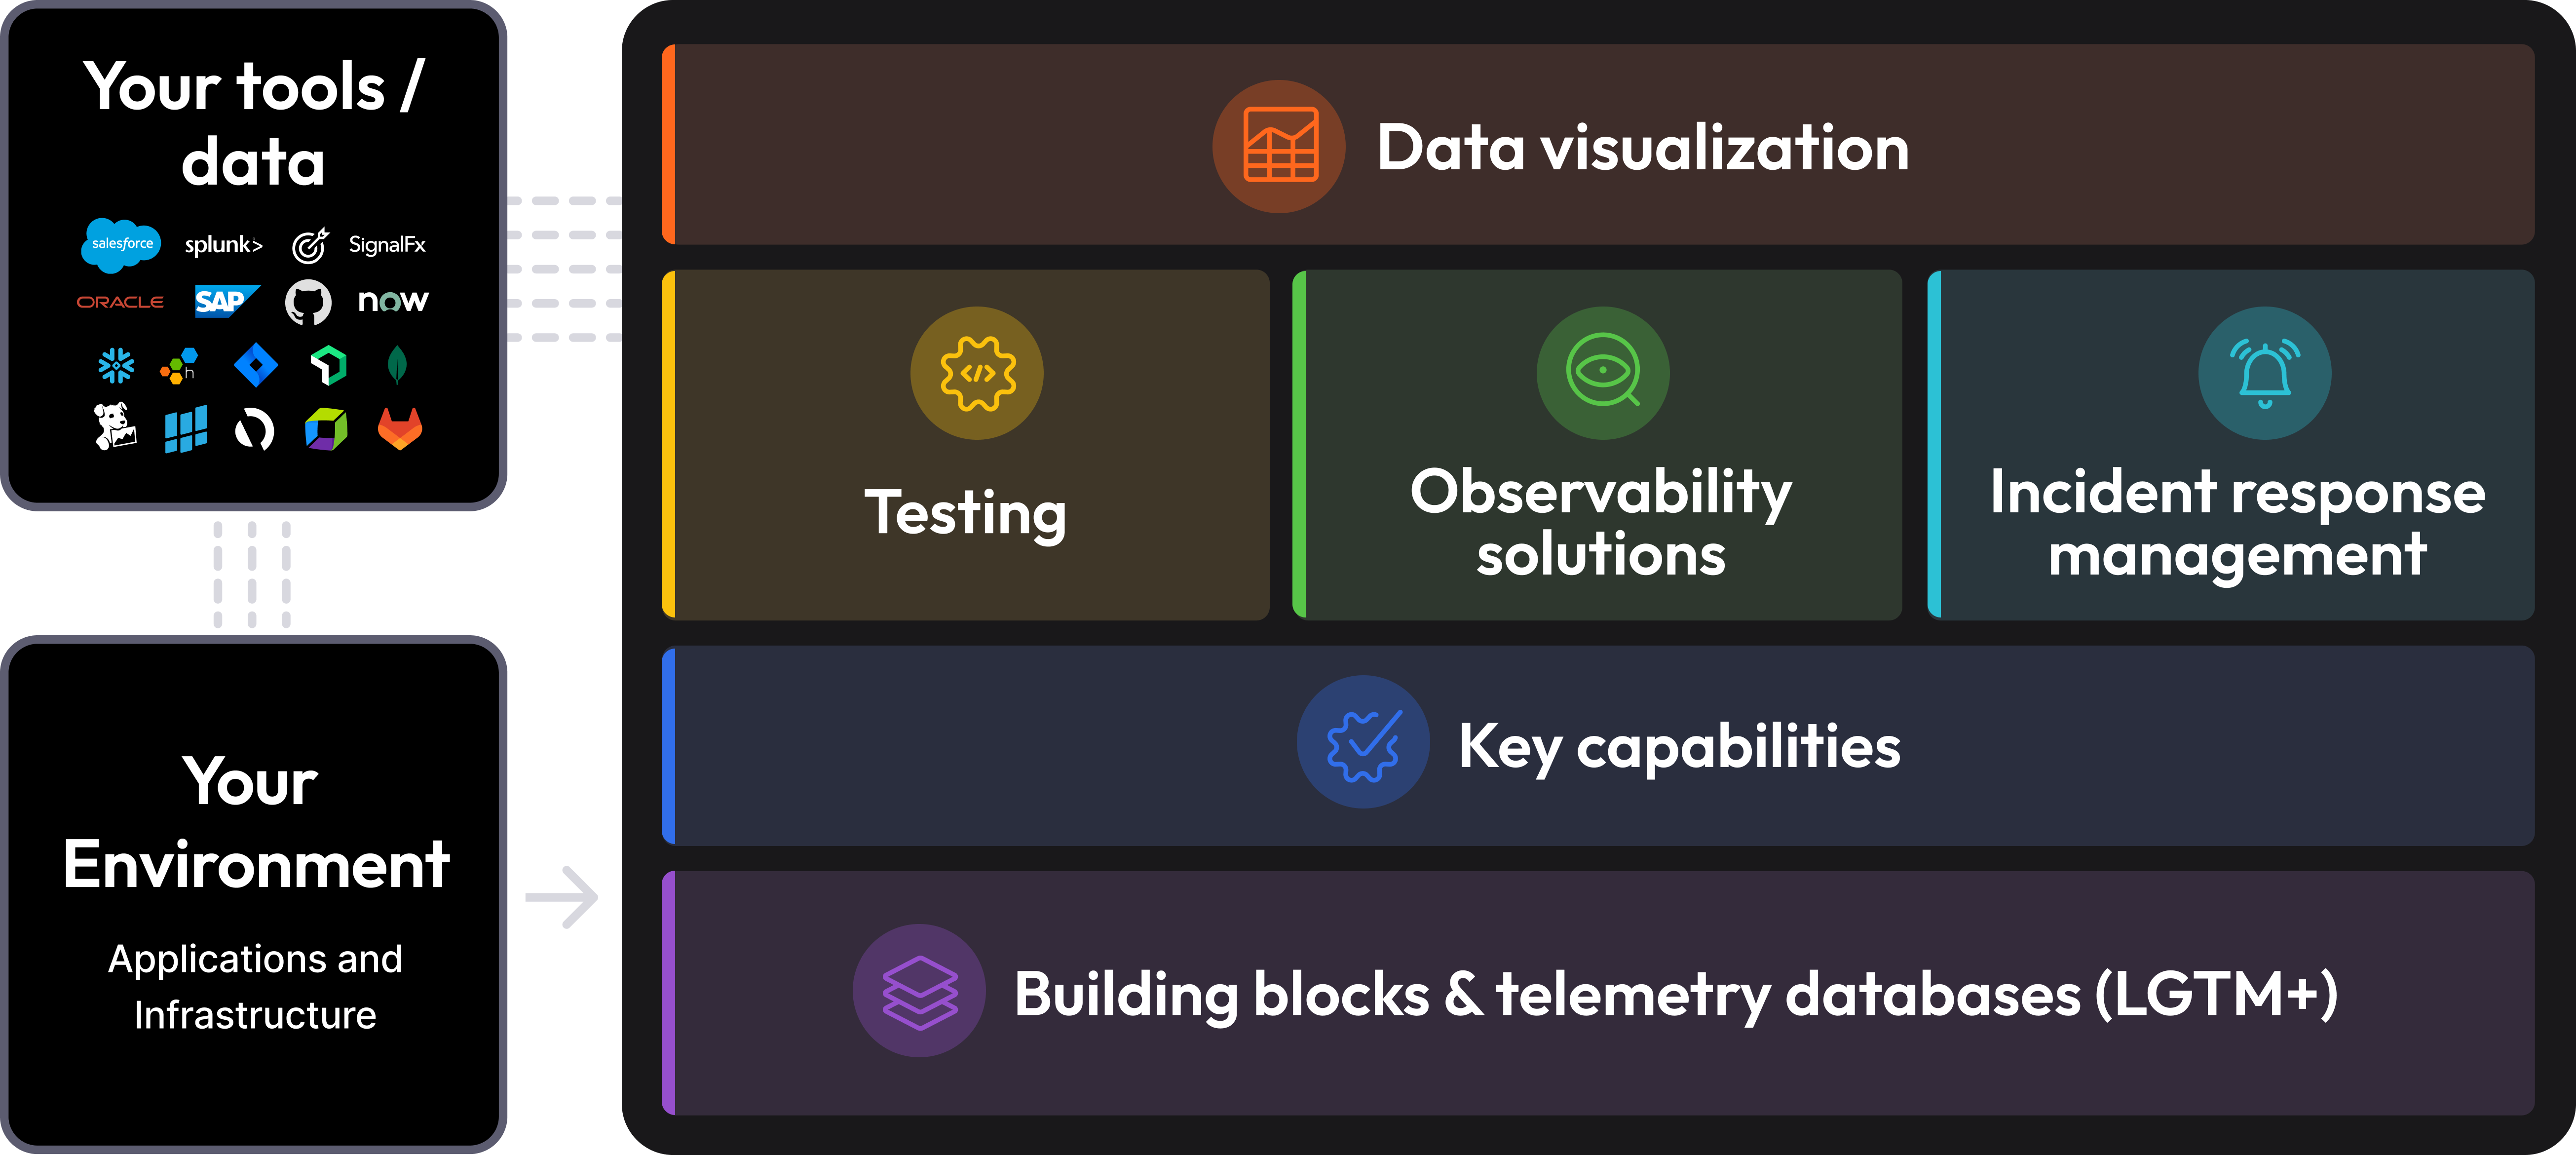 Your tools /
data
salesforce
splunk>
SignalFx
ORACLE
SAP
now
h
Your
Environment
Applications and
Infrastructure
Data visualization
</>
Testing
Observability
solutions
Incident response
management
Key capabilities
Building blocks & telemetry databases (LGTM+)